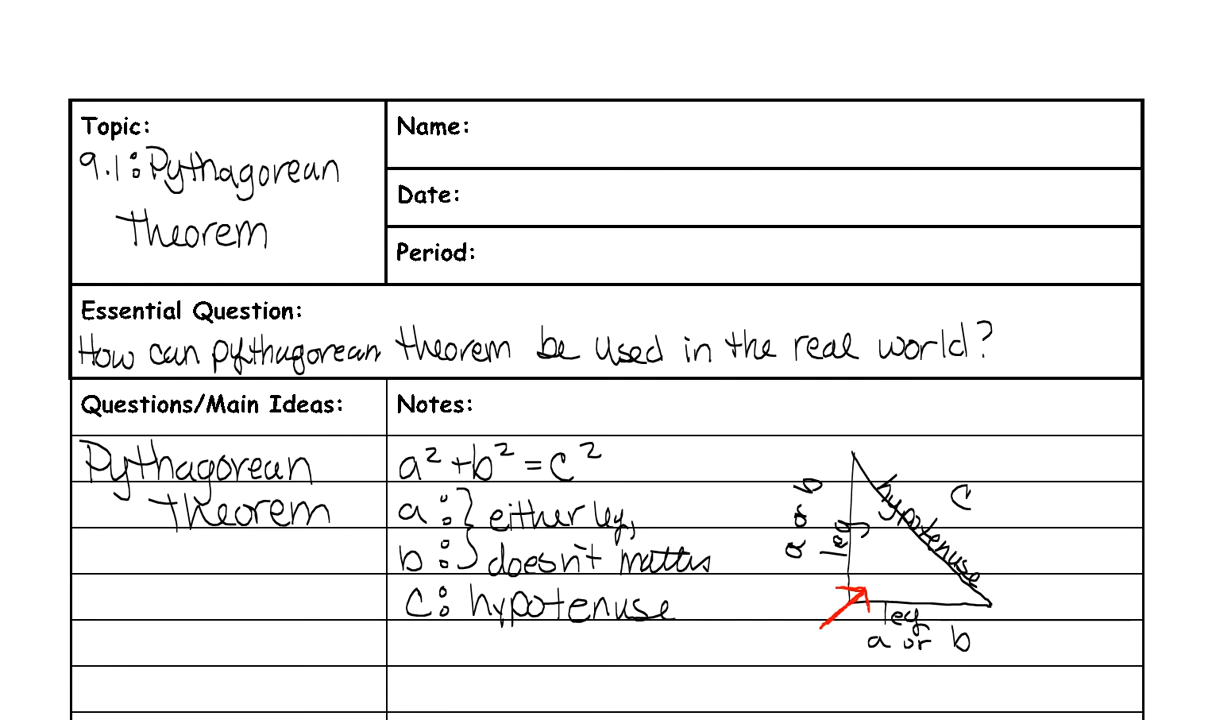 Topic:
9.1: Pythagorean
theorem
Name:
Date:
Period:
Essential Question:
How can pythagorean theorem be used in the real world?
Questions/Main Ideas:
Notes:
Pythagorean
theorem
a² + b² = c²
a: } either leg,
b: } doesn't matter
c: hypotenuse
a or b
leg
hypotenuse
c
leg
a or b